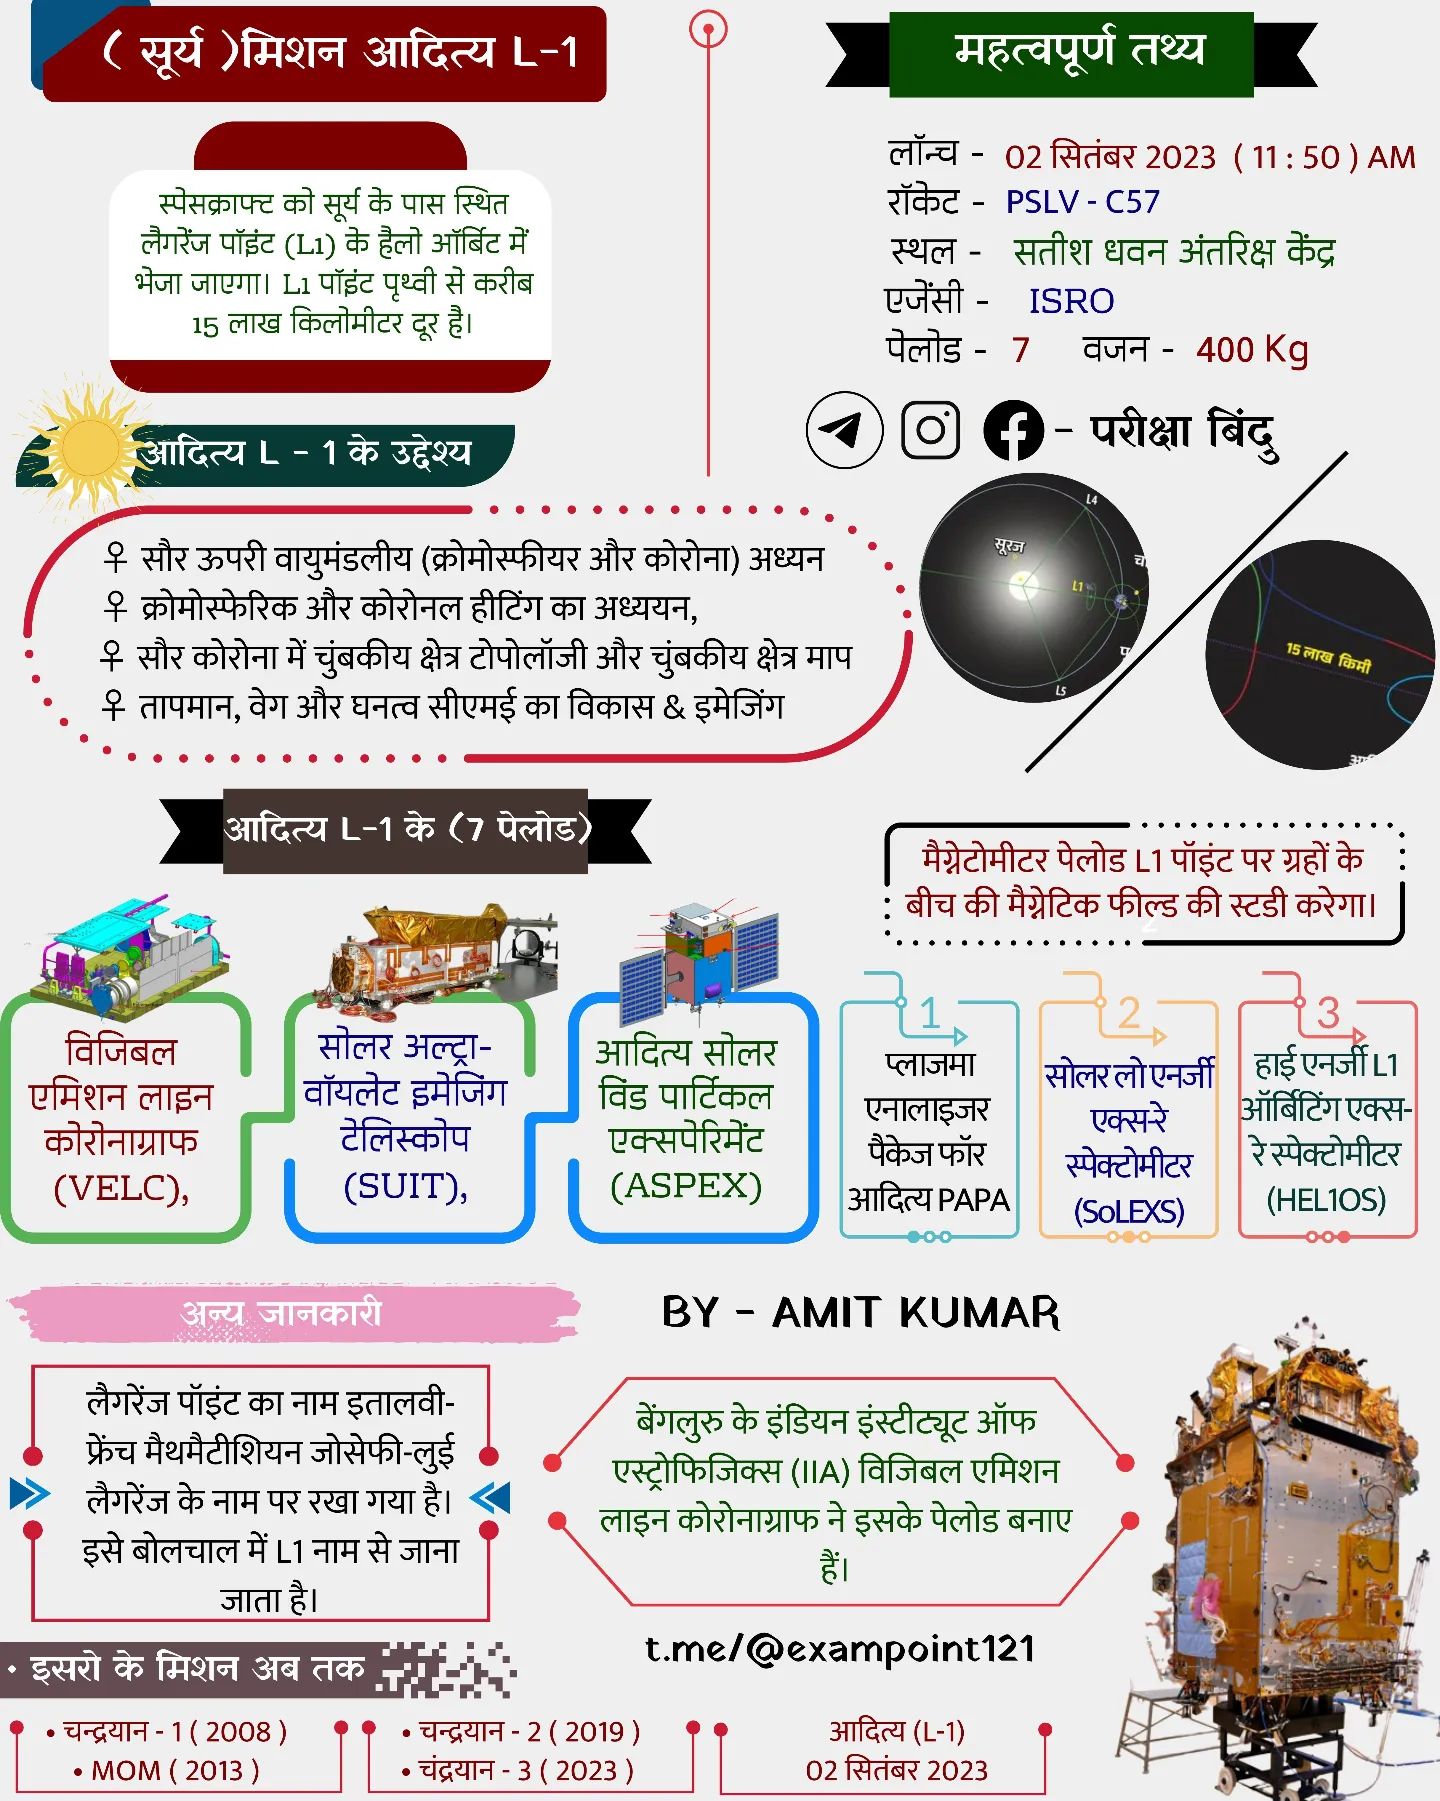 ( सूर्य )मिशन आदित्य L-1
स्पेसक्राफ्ट को सूर्य के पास स्थित
लैगरेंज पॉइंट (L1) के हैलो ऑर्बिट में
भेजा जाएगा। L1 पॉइंट पृथ्वी से करीब
15 लाख किलोमीटर दूर है।
महत्वपूर्ण तथ्य
लॉन्च - 02 सितंबर 2023 ( 11 : 50 ) AM
रॉकेट - PSLV - C57
स्थल - सतीश धवन अंतरिक्ष केंद्र
एजेंसी - ISRO
पेलोड - 7 वजन - 400 Kg
- परीक्षा बिंदु
आदित्य L - 1 के उद्देश्य
सौर ऊपरी वायुमंडलीय (क्रोमोस्फीयर और कोरोना) अध्यन
क्रोमोस्फेरिक और कोरोनल हीटिंग का अध्ययन,
सौर कोरोना में चुंबकीय क्षेत्र टोपोलॉजी और चुंबकीय क्षेत्र माप
तापमान, वेग और घनत्व सीएमई का विकास & इमेजिंग
L4
सूरज
L1
L5
15 लाख किमी
आदित्य L-1 के (7 पेलोड)
मैग्नेटोमीटर पेलोड L1 पॉइंट पर ग्रहों के
बीच की मैग्नेटिक फील्ड की स्टडी करेगा।
2
विजिबल
एमिशन लाइन
कोरोनाग्राफ
(VELC),
सोलर अल्ट्रा-
वॉयलेट इमेजिंग
टेलिस्कोप
(SUIT),
आदित्य सोलर
विंड पार्टिकल
एक्सपेरिमेंट
(ASPEX)
1
प्लाजमा
एनालाइजर
पैकेज फॉर
आदित्य PAPA
2
सोलर लो एनर्जी
एक्स-रे
स्पेक्टोमीटर
(SoLEXS)
3
हाई एनर्जी L1
ऑर्बिटिंग एक्स-
रे स्पेक्टोमीटर
(HEL1OS)
अन्य जानकारी
लैगरेंज पॉइंट का नाम इतालवी-
फ्रेंच मैथमैटीशियन जोसेफी-लुई
लैगरेंज के नाम पर रखा गया है।
इसे बोलचाल में L1 नाम से जाना
जाता है।
BY - AMIT KUMAR
बेंगलुरु के इंडियन इंस्टीट्यूट ऑफ
एस्ट्रोफिजिक्स (IIA) विजिबल एमिशन
लाइन कोरोनाग्राफ ने इसके पेलोड बनाए
हैं।
t.me/@exampoint121
• इसरो के मिशन अब तक
• चन्द्रयान - 1 ( 2008 )
• MOM ( 2013 )
• चन्द्रयान - 2 ( 2019 )
• चंद्रयान - 3 ( 2023 )
आदित्य (L-1)
02 सितंबर 2023